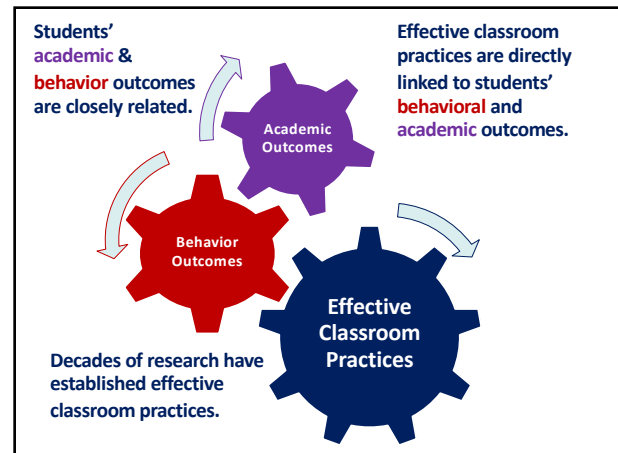 Students’
academic &
behavior outcomes
are closely related.
Effective classroom
practices are directly
linked to students’
behavioral and
academic outcomes.
Academic
Outcomes
Behavior
Outcomes
Effective
Classroom
Practices
Decades of research have
established effective
classroom practices.